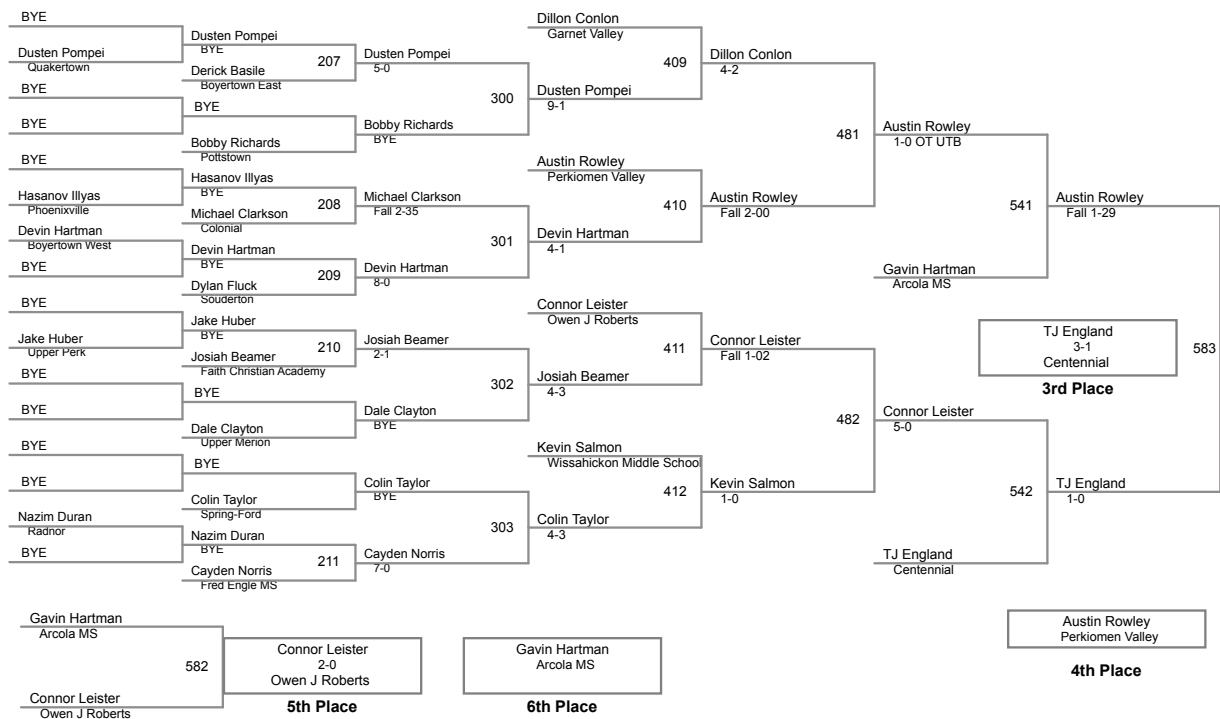 BYE
Dusten Pompei
Quakertown
BYE
BYE
BYE
Hasanov Illyas
Phoenixville
Devin Hartman
Boyertown West
BYE
BYE
Jake Huber
Upper Perk
BYE
BYE
BYE
BYE
Nazim Duran
Radnor
BYE
Dusten Pompei
BYE
207
Derick Basile
Boyertown East
BYE
Bobby Richards
Pottstown
Hasanov Illyas
BYE
208
Michael Clarkson
Colonial
Devin Hartman
BYE
209
Dylan Fluck
Souderton
Jake Huber
BYE
210
Josiah Beamer
Faith Christian Academy
BYE
Dale Clayton
Upper Merion
BYE
Colin Taylor
Spring-Ford
Nazim Duran
BYE
211
Cayden Norris
Fred Engle MS
Dusten Pompei
5-0
300
Bobby Richards
BYE
Michael Clarkson
Fall 2-35
301
Devin Hartman
8-0
Josiah Beamer
2-1
302
Dale Clayton
BYE
Colin Taylor
BYE
303
Cayden Norris
7-0
Dillon Conlon
Garnet Valley
409
Dusten Pompei
9-1
Austin Rowley
Perkiomen Valley
410
Devin Hartman
4-1
Connor Leister
Owen J Roberts
411
Josiah Beamer
4-3
Kevin Salmon
Wissahickon Middle School
412
Colin Taylor
4-3
Dillon Conlon
4-2
481
Austin Rowley
Fall 2-00
Connor Leister
Fall 1-02
482
Kevin Salmon
1-0
Austin Rowley
1-0 OT UTB
541
Gavin Hartman
Arcola MS
Connor Leister
5-0
542
TJ England
Centennial
Austin Rowley
Fall 1-29
583
TJ England
1-0
TJ England
3-1
Centennial
3rd Place
Gavin Hartman
Arcola MS
582
Connor Leister
Owen J Roberts
Connor Leister
2-0
Owen J Roberts
5th Place
Gavin Hartman
Arcola MS
6th Place
Austin Rowley
Perkiomen Valley
4th Place